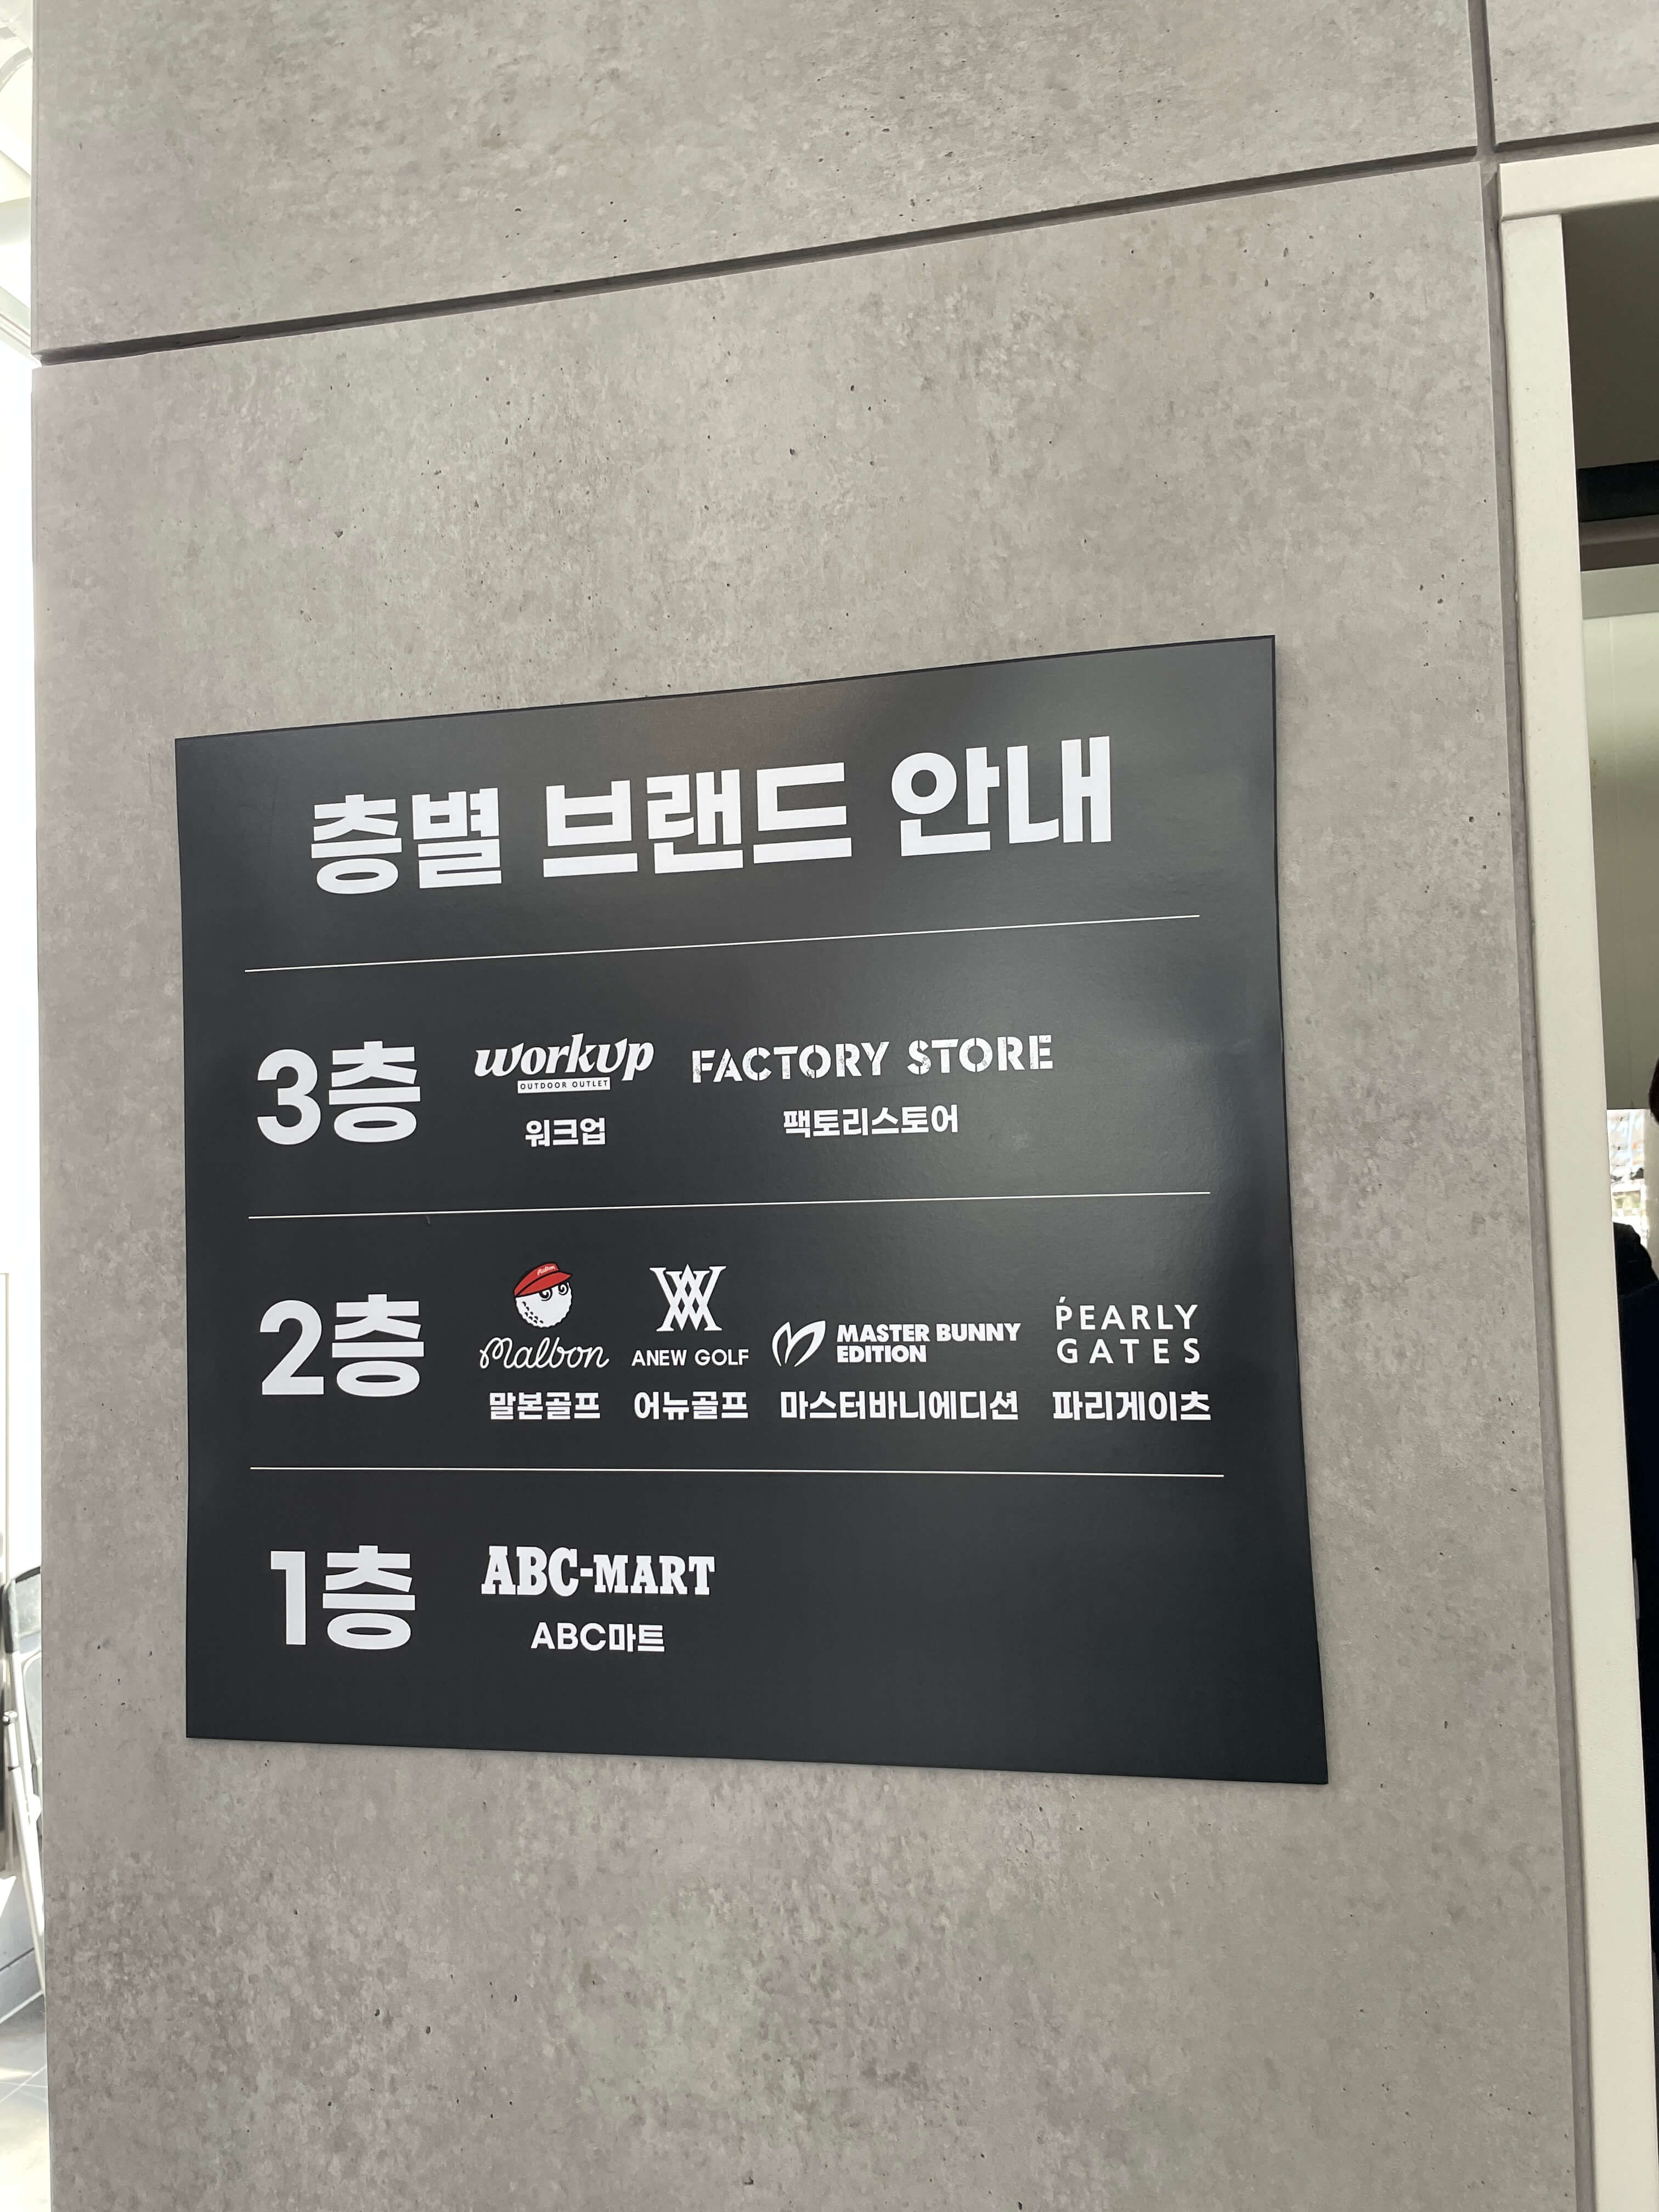 층별 브랜드 안내
3층
workup FACTORY STORE
OUTDOOR OUTLET
워크업 팩토리스토어
2층
Malbon
Malbon ANEW GOLF MASTER BUNNY EDITION PEARLY GATES
말본골프 어뉴골프 마스터바니에디션 파리게이츠
1층
ABC-MART
ABC마트